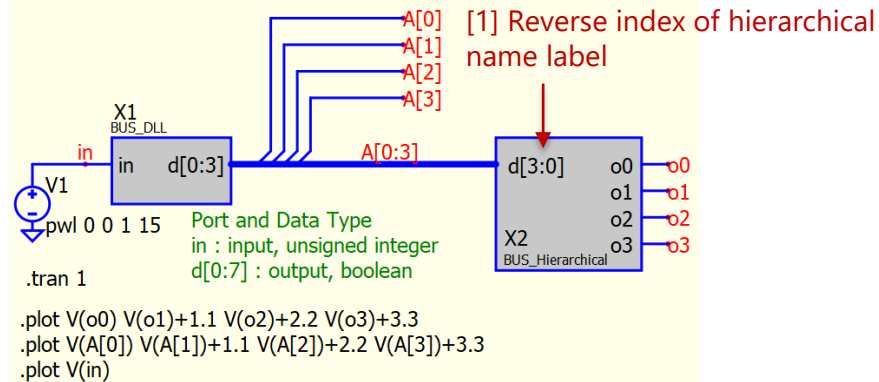 A[0]
A[1]
A[2]
A[3]
[1] Reverse index of hierarchical
name label
X1
BUS_DLL
in
in
d[0:3]
A[0:3]
d[3:0]
o0
o1
o2
o3
o0
o1
o2
o3
X2
BUS_Hierarchical
V1
pwl 0 0 1 15
Port and Data Type
in : input, unsigned integer
d[0:7] : output, boolean
.tran 1
.plot V(o0) V(o1)+1.1 V(o2)+2.2 V(o3)+3.3
.plot V(A[0]) V(A[1])+1.1 V(A[2])+2.2 V(A[3])+3.3
.plot V(in)